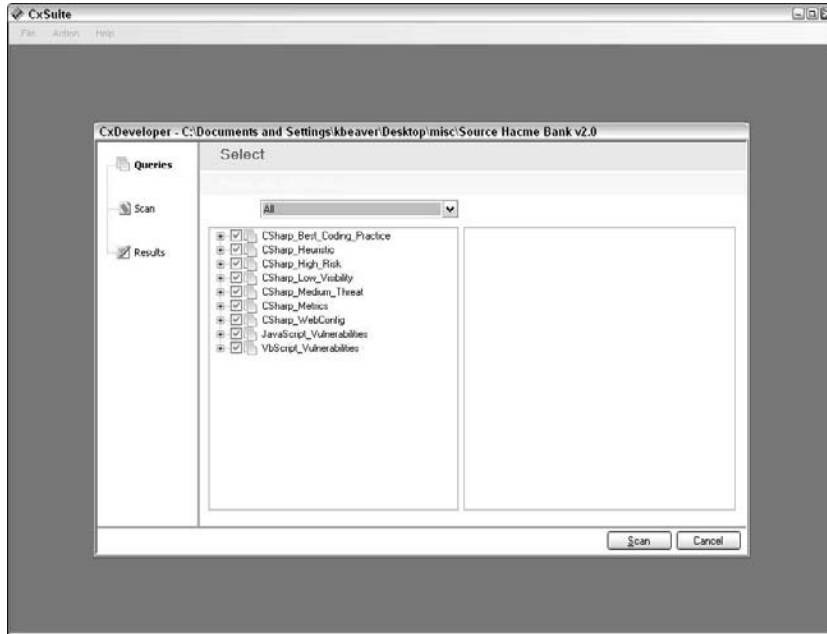 CxSuite
File Action Help
CxDeveloper - C:\Documents and Settings\kbeaver\Desktop\misc\Source Hacme Bank v2.0
Queries
Select
Scan
All
Results
CSharp_Best_Coding_Practice
CSharp_Heuristic
CSharp_High_Risk
CSharp_Low_Visibility
CSharp_Medium_Threat
CSharp_Metrics
CSharp_WebConfig
JavaScript_Vulnerabilities
VbScript_Vulnerabilities
Scan Cancel